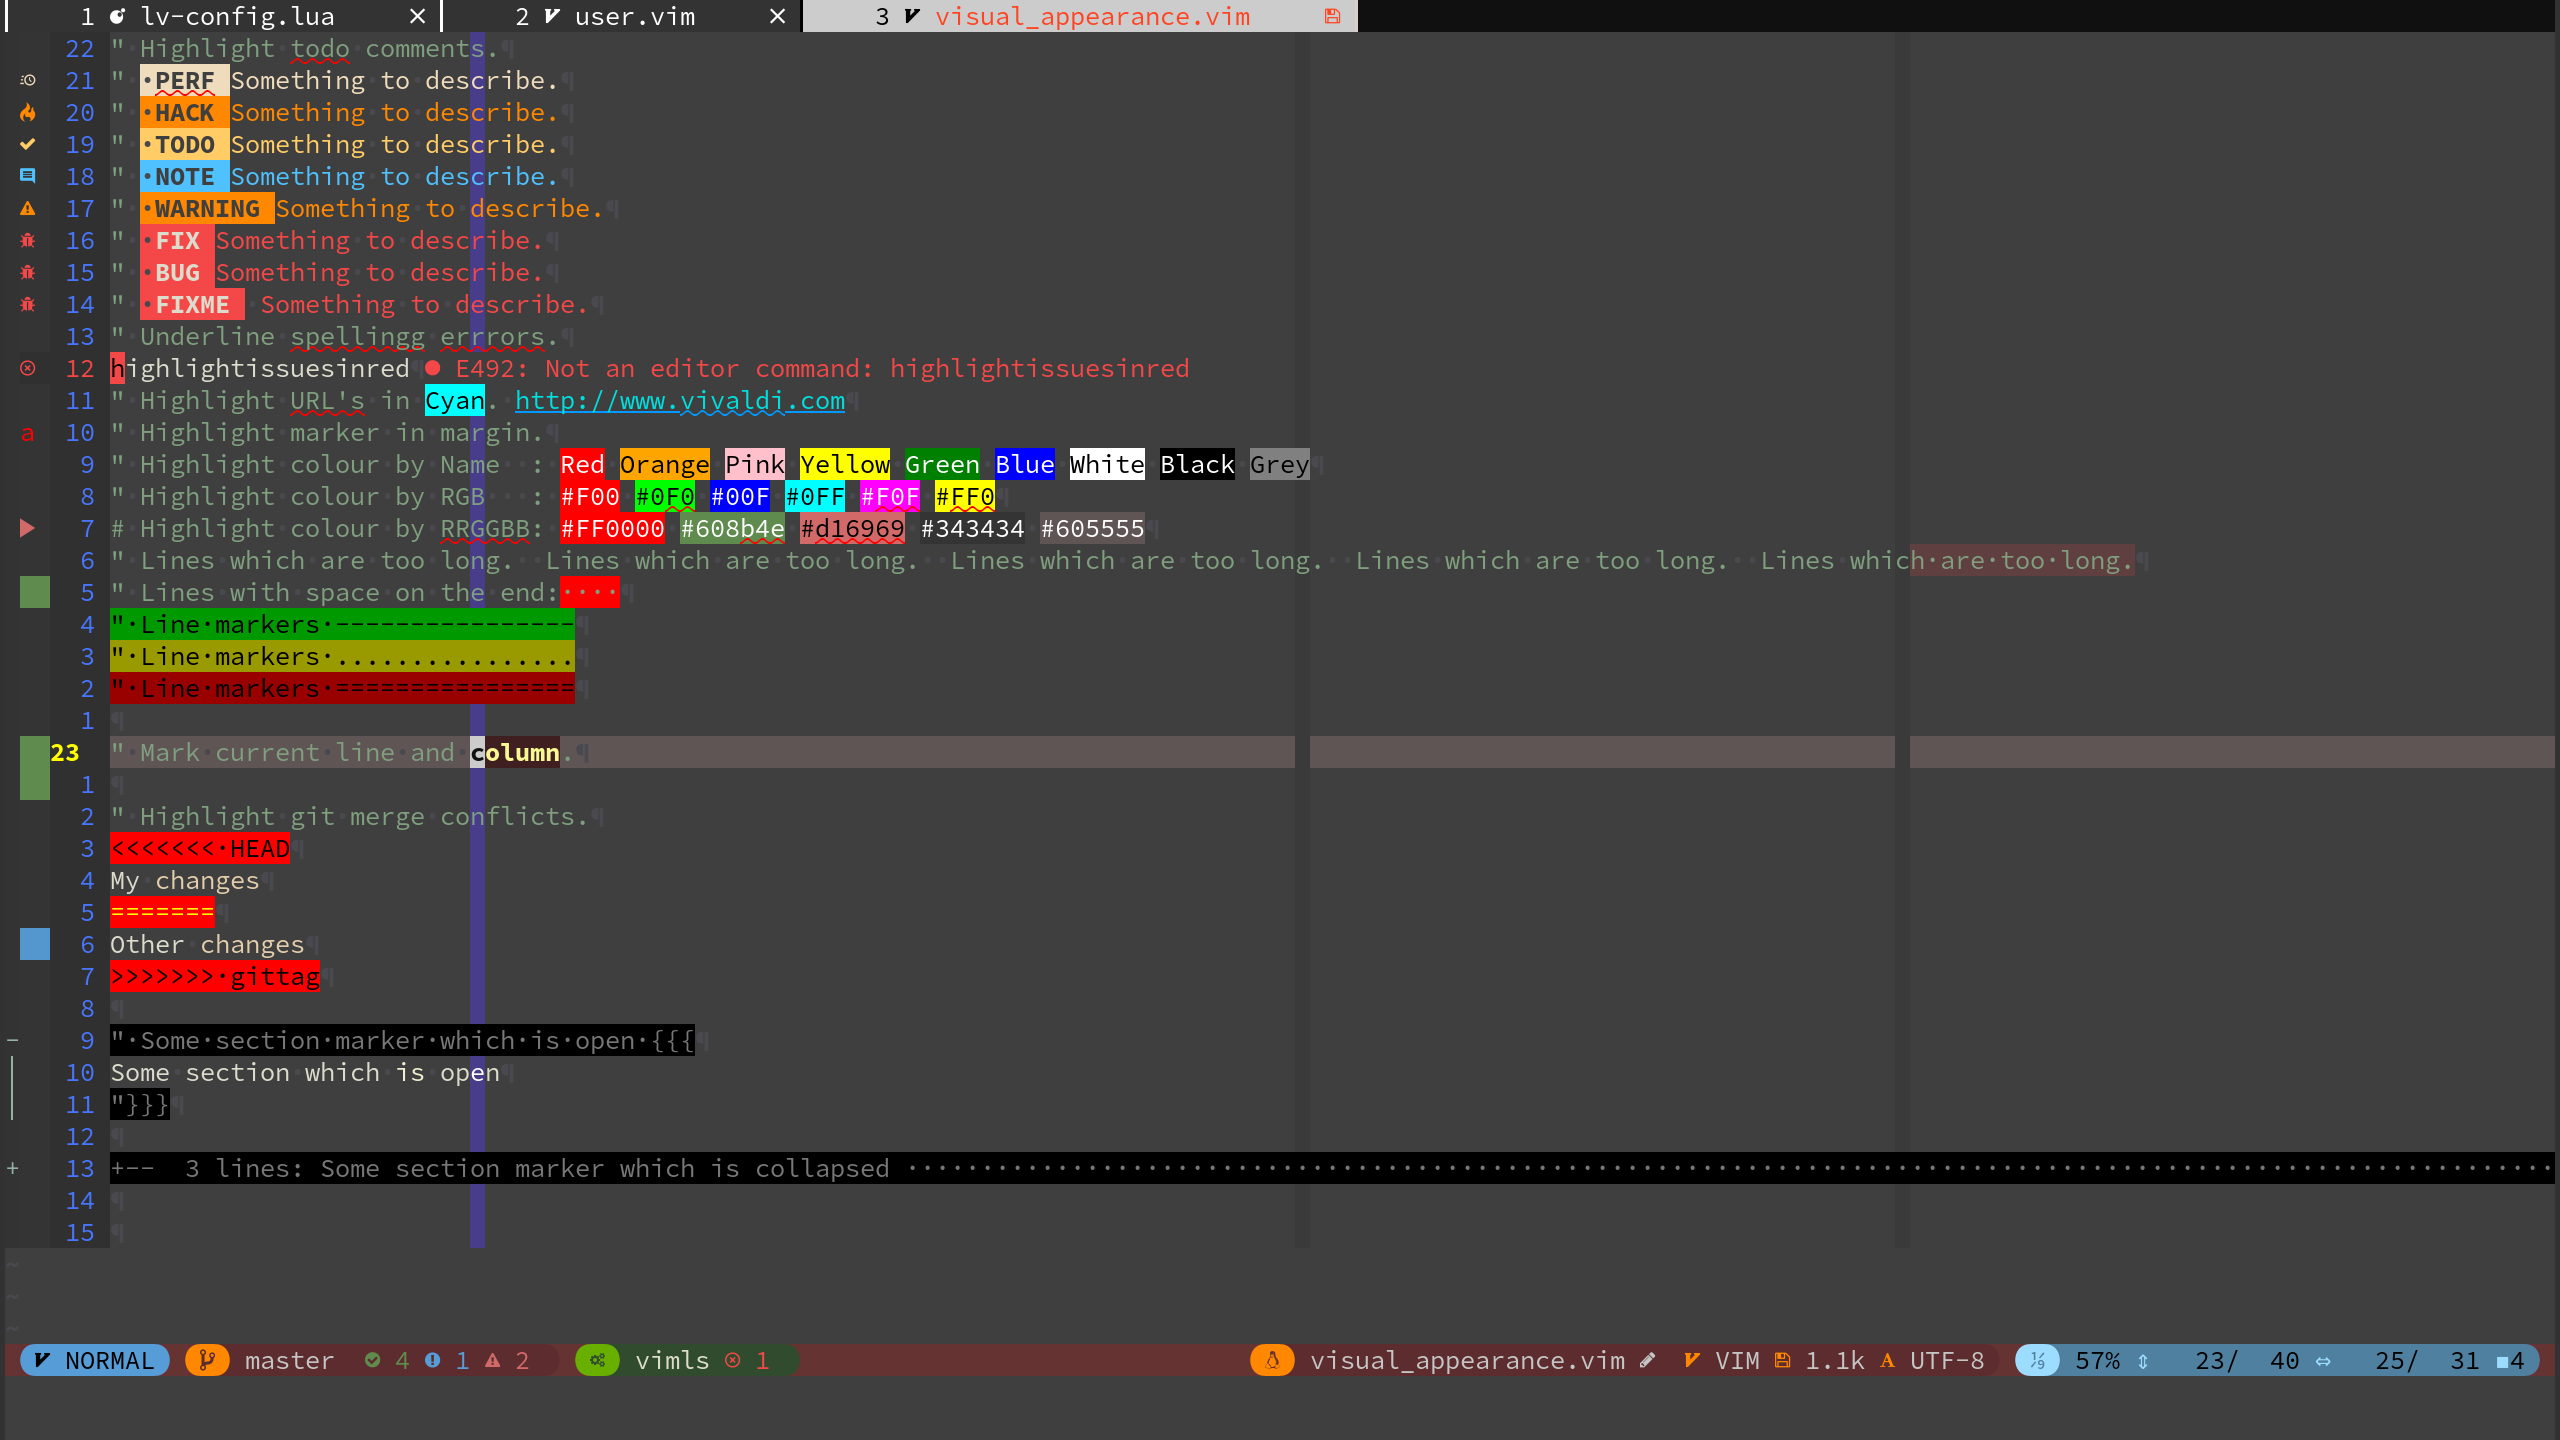 1 lv-config.lua × 2 user.vim × 3 visual_appearance.vim
22 " Highlight todo comments.¶
21 " ·PERF Something to describe.¶
20 " ·HACK Something to describe.¶
19 " ·TODO Something to describe.¶
18 " ·NOTE Something to describe.¶
17 " ·WARNING Something to describe.¶
16 " ·FIX Something to describe.¶
15 " ·BUG Something to describe.¶
14 " ·FIXME Something to describe.¶
13 " Underline spellingg errrors.¶
12 highlightissuesinred¶● E492: Not an editor command: highlightissuesinred
11 " Highlight URL's in Cyan. http://www.vivaldi.com¶
a 10 " Highlight marker in margin.¶
9 " Highlight colour by Name : Red Orange Pink Yellow Green Blue White Black Grey¶
8 " Highlight colour by RGB : #F00 #0F0 #00F #0FF #F0F #FF0¶
7 # Highlight colour by RRGGBB: #FF0000 #608b4e #d16969 #343434 #605555¶
6 " Lines which are too long. Lines which are too long. Lines which are too long. Lines which are too long. Lines which·are·too·long.¶
5 " Lines with space on the end:····¶
4 "·Line·markers·----------------¶
3 "·Line·markers·................¶
2 "·Line·markers·================¶
1 ¶
23 " Mark current line and column.¶
1 ¶
2 " Highlight git merge conflicts.¶
3 <<<<<<<·HEAD¶
4 My changes¶
5 =======¶
6 Other changes¶
7 >>>>>>>·gittag¶
8 ¶
- 9 "·Some·section·marker·which·is·open·{{{¶
10 Some section which is open¶
11 "}}}¶
12 ¶
+ 13 +-- 3 lines: Some section marker which is collapsed ··············································································
14 ¶
15 ¶
~
~
~
NORMAL master 4 1 2 vimls 1 visual_appearance.vim VIM 1.1k A UTF-8 57% ⇕ 23/ 40 ⇔ 25/ 31 ■4